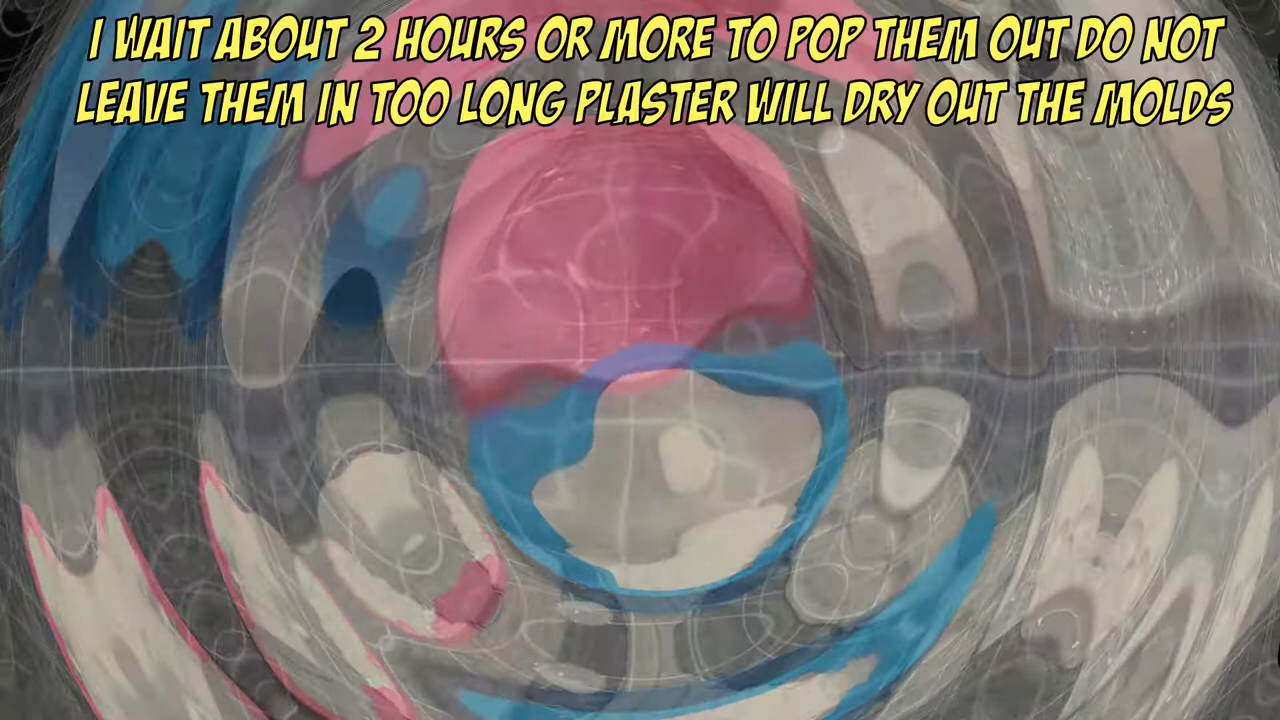 I WAIT ABOUT 2 HOURS OR MORE TO POP THEM OUT DO NOT
LEAVE THEM IN TOO LONG PLASTER WILL DRY OUT THE MOLDS